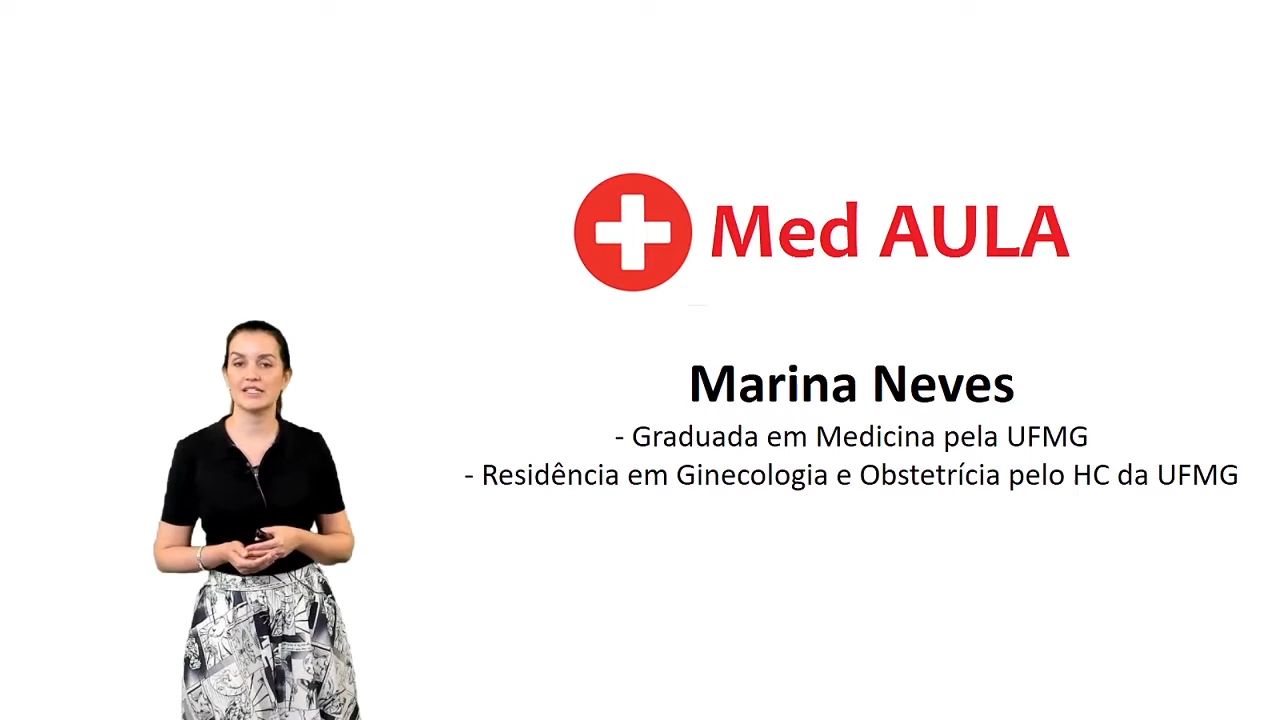 Med AULA
Marina Neves
- Graduada em Medicina pela UFMG
- Residência em Ginecologia e Obstetrícia pelo HC da UFMG